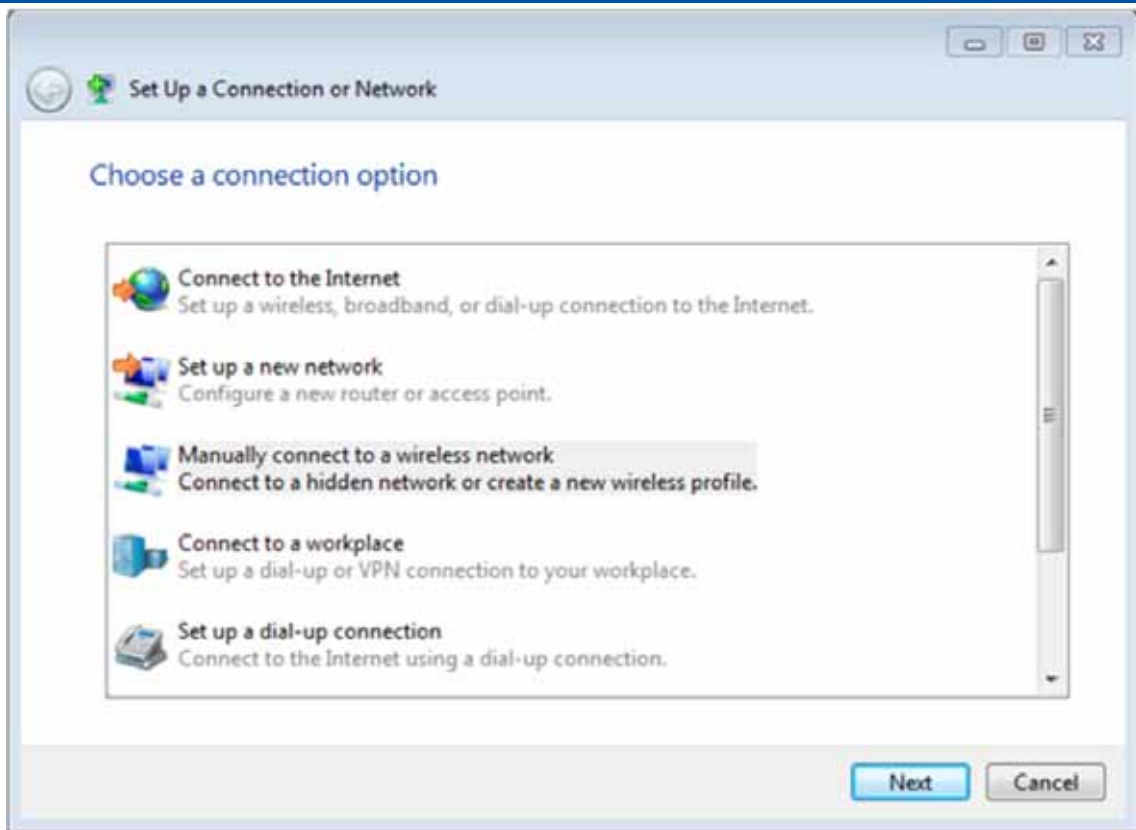 Set Up a Connection or Network
Choose a connection option
Connect to the Internet
Set up a wireless, broadband, or dial-up connection to the Internet.
Set up a new network
Configure a new router or access point.
Manually connect to a wireless network
Connect to a hidden network or create a new wireless profile.
Connect to a workplace
Set up a dial-up or VPN connection to your workplace.
Set up a dial-up connection
Connect to the Internet using a dial-up connection.
Next Cancel